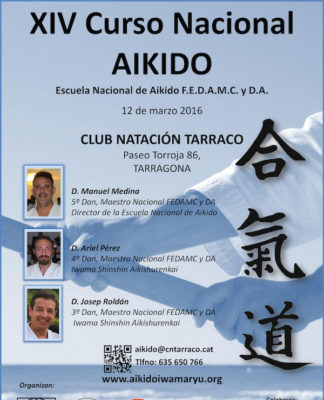 XIV Curso Nacional
AIKIDO
Escuela Nacional de Aikido F.E.D.A.M.C. y D.A.
12 de marzo 2016
CLUB NATACIÓN TARRACO
Paseo Torroja 86,
TARRAGONA
合
氣
道
D. Manuel Medina
5º Dan, Maestro Nacional FEDAMC y DA
Director de la Escuela Nacional de Aikido
D. Ariel Pérez
4º Dan, Maestro Nacional FEDAMC y DA
Iwama Shinshin Aikishurenkai
D. Josep Roldán
3º Dan, Maestro Nacional FEDAMC y DA
Iwama Shinshin Aikishurenkai
aikido@cntarraco.cat
Tlfno: 635 650 766
www.aikidoiwamaryu.org
Organizan:
Colabora: